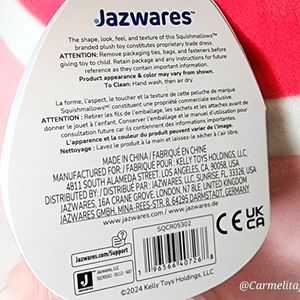 Jazwares™
The shape, look, feel, and texture of this Squishmallows™
branded plush toy constitutes proprietary trade dress.
ATTENTION: Remove packaging ties, bags, and fasteners before
giving toy to child. Retain package and any instructions for future
reference as they contain important information.
Product appearance & color may vary from shown.
To Clean: Hand wash, then air dry.
La forme, l'aspect, le toucher et la texture de cette peluche de marque
Squishmallows™ constituent une présentation commerciale propriétaire.
ATTENTION : Retirer les fils de l'emballage, les sachets et les attaches avant de
donner le jouet à l'enfant. Conserver l'emballage et le manuel d'utilisation pour
consultation future car ils contiennent des informations importantes.
L'apparence et la couleur du produit peuvent varier de l'image.
Nettoyage : Lavez le produit à la main et laissez-le sécher à l'air libre.
MADE IN CHINA / FABRIQUÉ EN CHINE
MANUFACTURED FOR: / FABRIQUÉ POUR : KELLY TOYS HOLDINGS, LLC,
4811 SOUTH ALAMEDA STREET, LOS ANGELES, CA, 90058, USA
DISTRIBUTED BY: / DISTRIBUÉ PAR : JAZWARES, LLC. SUNRISE, FL, 33326, USA
JAZWARES, 16A CRANE GROVE, LONDON, N7 8LE, UNITED KINGDOM
JAZWARES GMBH, MINA-REES-STR. 8, 64295 DARMSTADT, GERMANY
Jazwares.com/Support
SQCR05302
Jazwares, LLC
1 96566 40726 8
CE UK CA
©2024 Kelly Toys Holdings, LLC